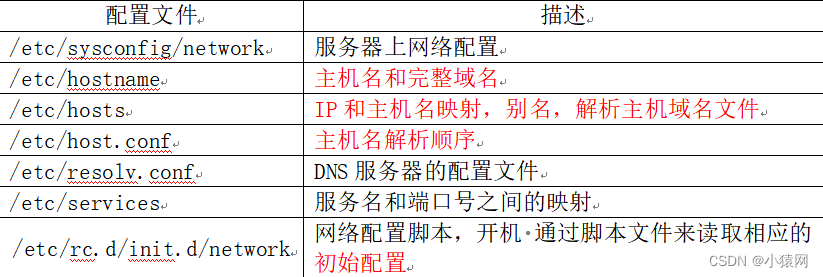 配置文件 描述
/etc/sysconfig/network 服务器上网络配置
/etc/hostname 主机名和完整域名
/etc/hosts IP和主机名映射，别名，解析主机域名文件
/etc/host.conf 主机名解析顺序
/etc/resolv.conf DNS服务器的配置文件
/etc/services 服务名和端口号之间的映射
/etc/rc.d/init.d/network 网络配置脚本，开机·通过脚本文件来读取相应的
初始配置
CSDN @小猿网